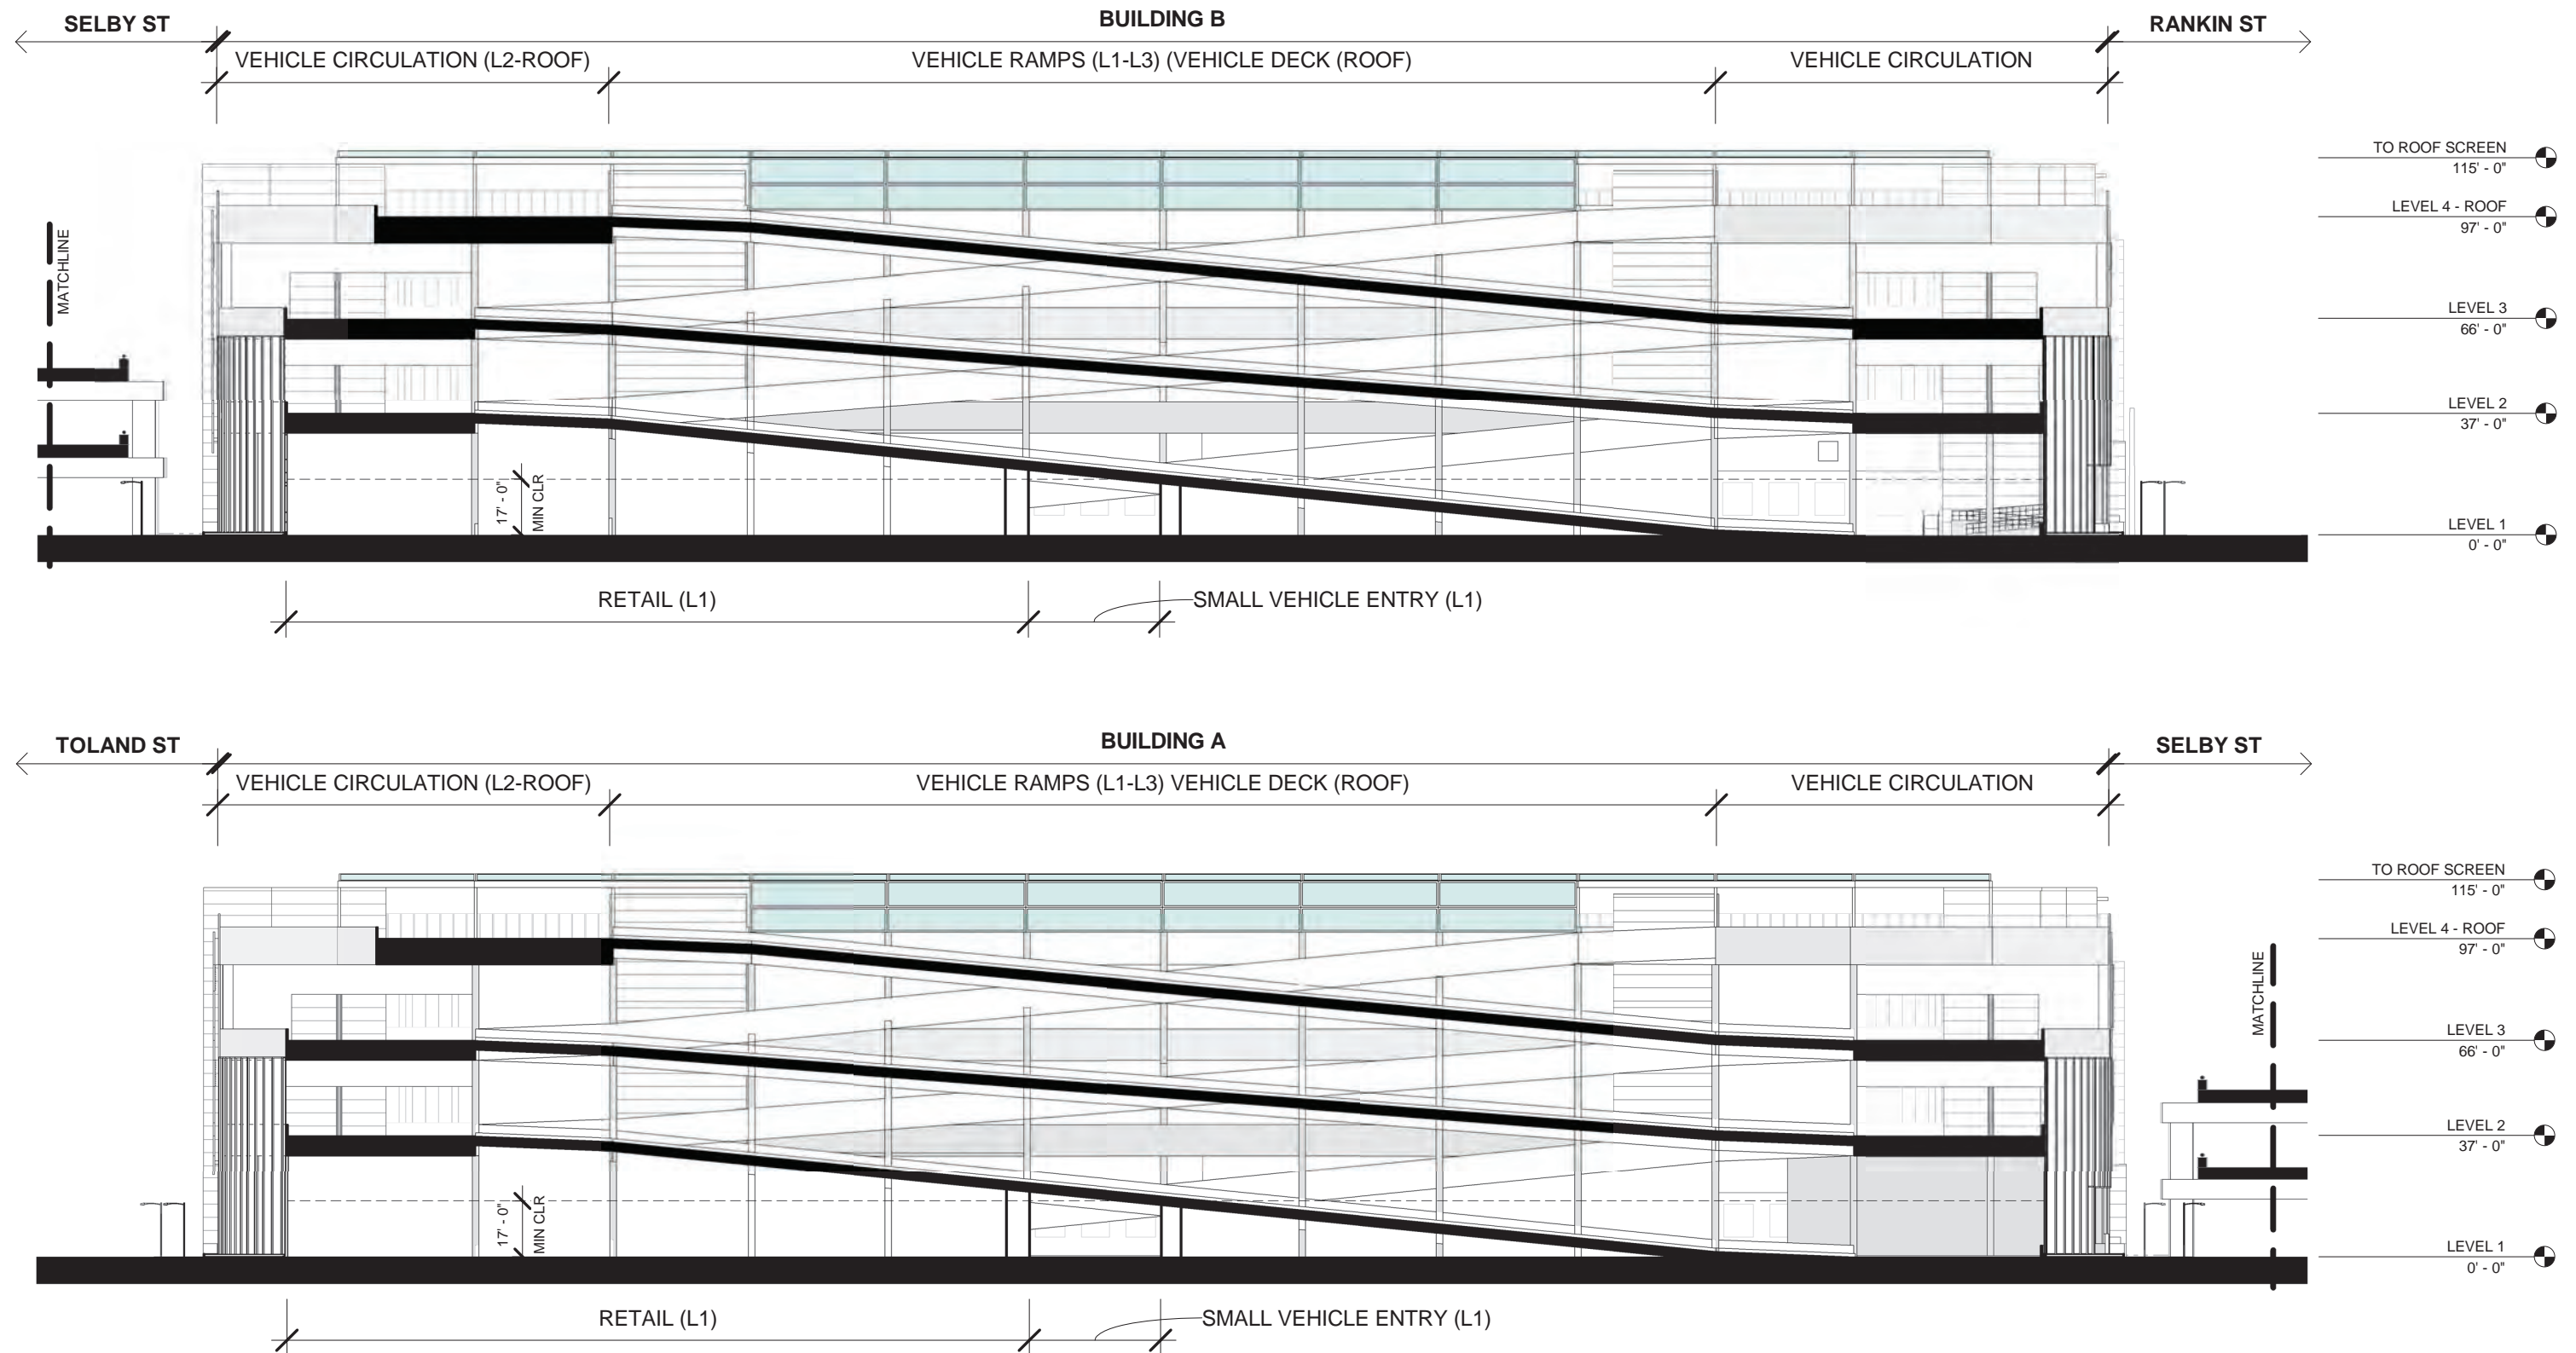 SELBY ST
BUILDING B
RANKIN ST
VEHICLE CIRCULATION (L2-ROOF)
VEHICLE RAMPS (L1-L3) (VEHICLE DECK (ROOF)
VEHICLE CIRCULATION
TO ROOF SCREEN
115' - 0"
LEVEL 4 - ROOF
97' - 0"
MATCHLINE
LEVEL 3
66' - 0"
LEVEL 2
37' - 0"
17' - 0"
MIN CLR
LEVEL 1
0' - 0"
RETAIL (L1)
SMALL VEHICLE ENTRY (L1)
TOLAND ST
BUILDING A
SELBY ST
VEHICLE CIRCULATION (L2-ROOF)
VEHICLE RAMPS (L1-L3) VEHICLE DECK (ROOF)
VEHICLE CIRCULATION
TO ROOF SCREEN
115' - 0"
LEVEL 4 - ROOF
97' - 0"
MATCHLINE
LEVEL 3
66' - 0"
LEVEL 2
37' - 0"
17' - 0"
MIN CLR
LEVEL 1
0' - 0"
RETAIL (L1)
SMALL VEHICLE ENTRY (L1)